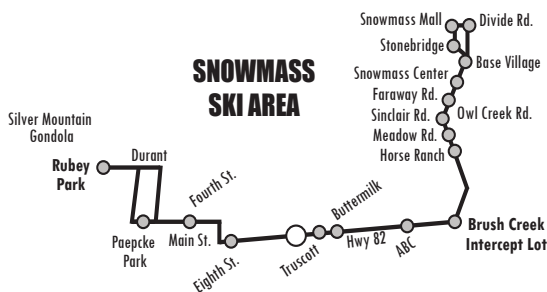 Snowmass Mall
Divide Rd.
Stonebridge
Base Village
SNOWMASS
SKI AREA
Snowmass Center
Faraway Rd.
Owl Creek Rd.
Sinclair Rd.
Meadow Rd.
Horse Ranch
Silver Mountain
Gondola
Rubey
Park
Durant
Fourth St.
Paepcke
Park
Main St.
Eighth St.
Truscott
Buttermilk
Hwy 82
ABC
Brush Creek
Intercept Lot